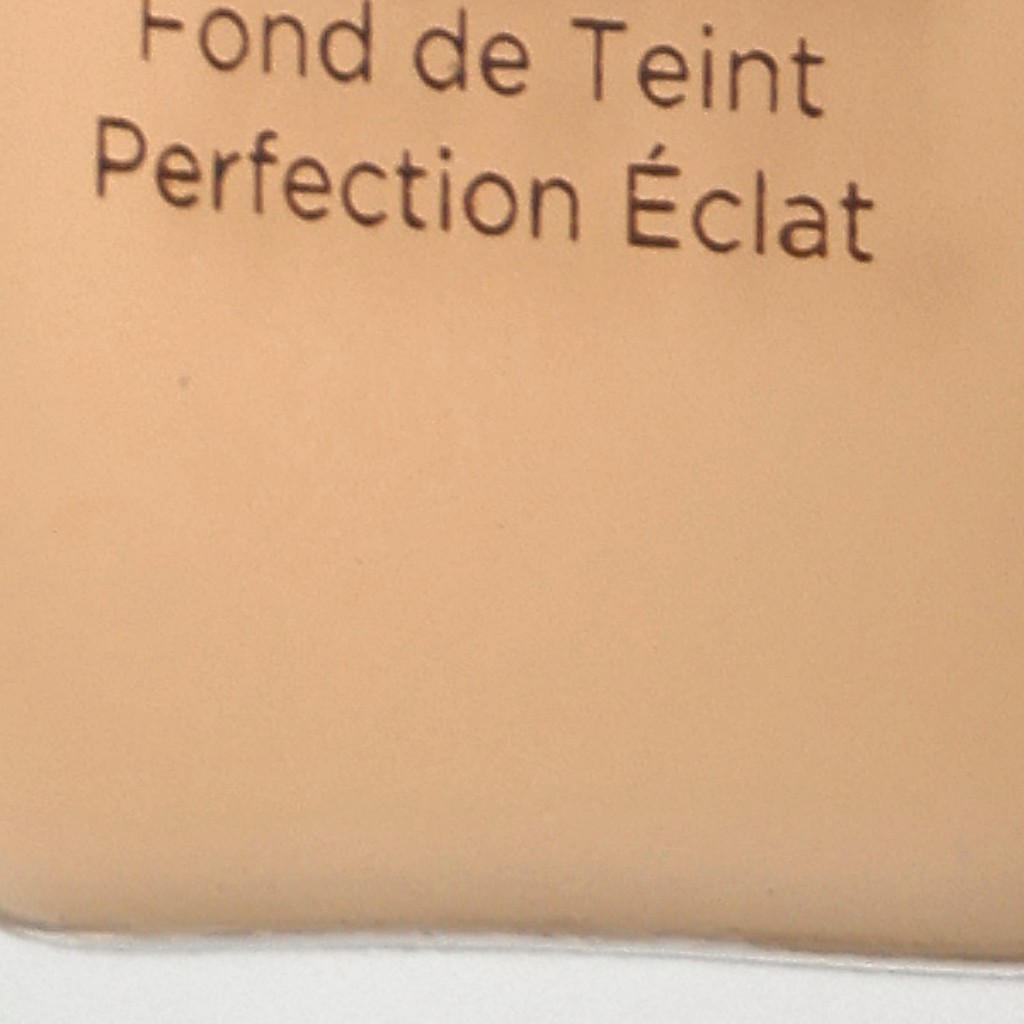 Fond de Teint
Perfection Éclat